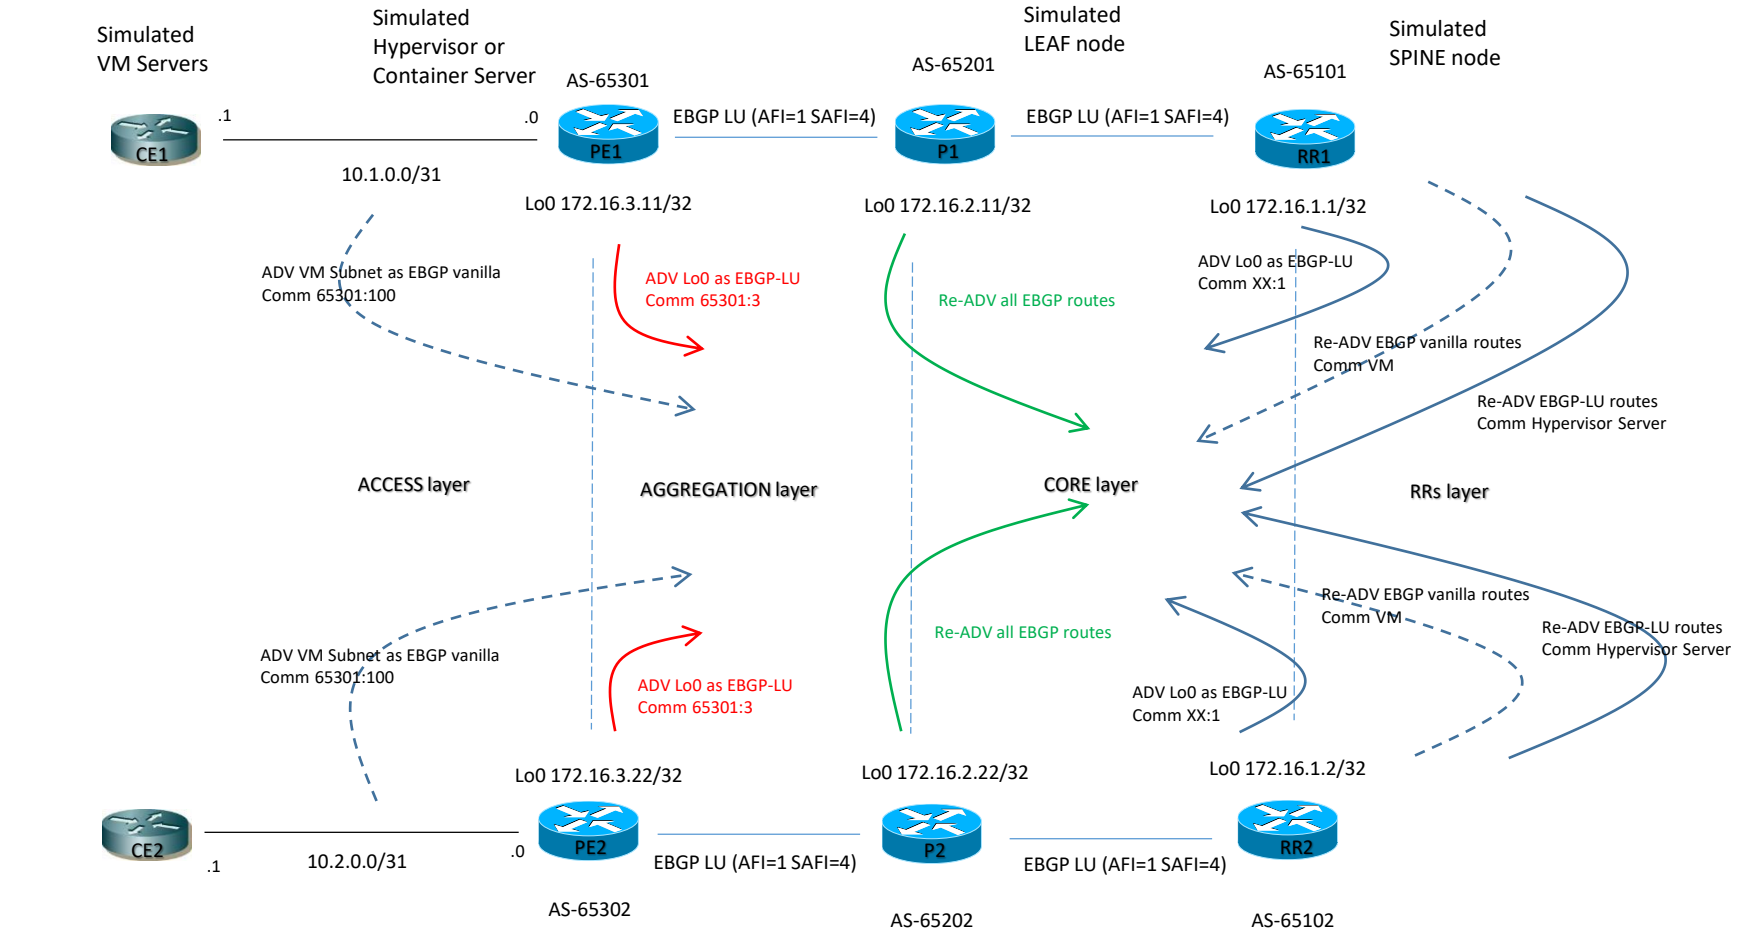 Simulated
VM Servers
Simulated
Hypervisor or
Container Server
Simulated
LEAF node
Simulated
SPINE node
AS-65301
AS-65201
AS-65101
.1
.0
EBGP LU (AFI=1 SAFI=4)
EBGP LU (AFI=1 SAFI=4)
CE1
PE1
P1
RR1
10.1.0.0/31
Lo0 172.16.3.11/32
Lo0 172.16.2.11/32
Lo0 172.16.1.1/32
ADV VM Subnet as EBGP vanilla
Comm 65301:100
ADV Lo0 as EBGP-LU
Comm 65301:3
Re-ADV all EBGP routes
ADV Lo0 as EBGP-LU
Comm XX:1
Re-ADV EBGP vanilla routes
Comm VM
Re-ADV EBGP-LU routes
Comm Hypervisor Server
ACCESS layer
AGGREGATION layer
CORE layer
RRs layer
ADV VM Subnet as EBGP vanilla
Comm 65301:100
ADV Lo0 as EBGP-LU
Comm 65301:3
Re-ADV all EBGP routes
ADV Lo0 as EBGP-LU
Comm XX:1
Re-ADV EBGP vanilla routes
Comm VM
Re-ADV EBGP-LU routes
Comm Hypervisor Server
Lo0 172.16.3.22/32
Lo0 172.16.2.22/32
Lo0 172.16.1.2/32
CE2
PE2
P2
RR2
.1
10.2.0.0/31
.0
EBGP LU (AFI=1 SAFI=4)
EBGP LU (AFI=1 SAFI=4)
AS-65302
AS-65202
AS-65102